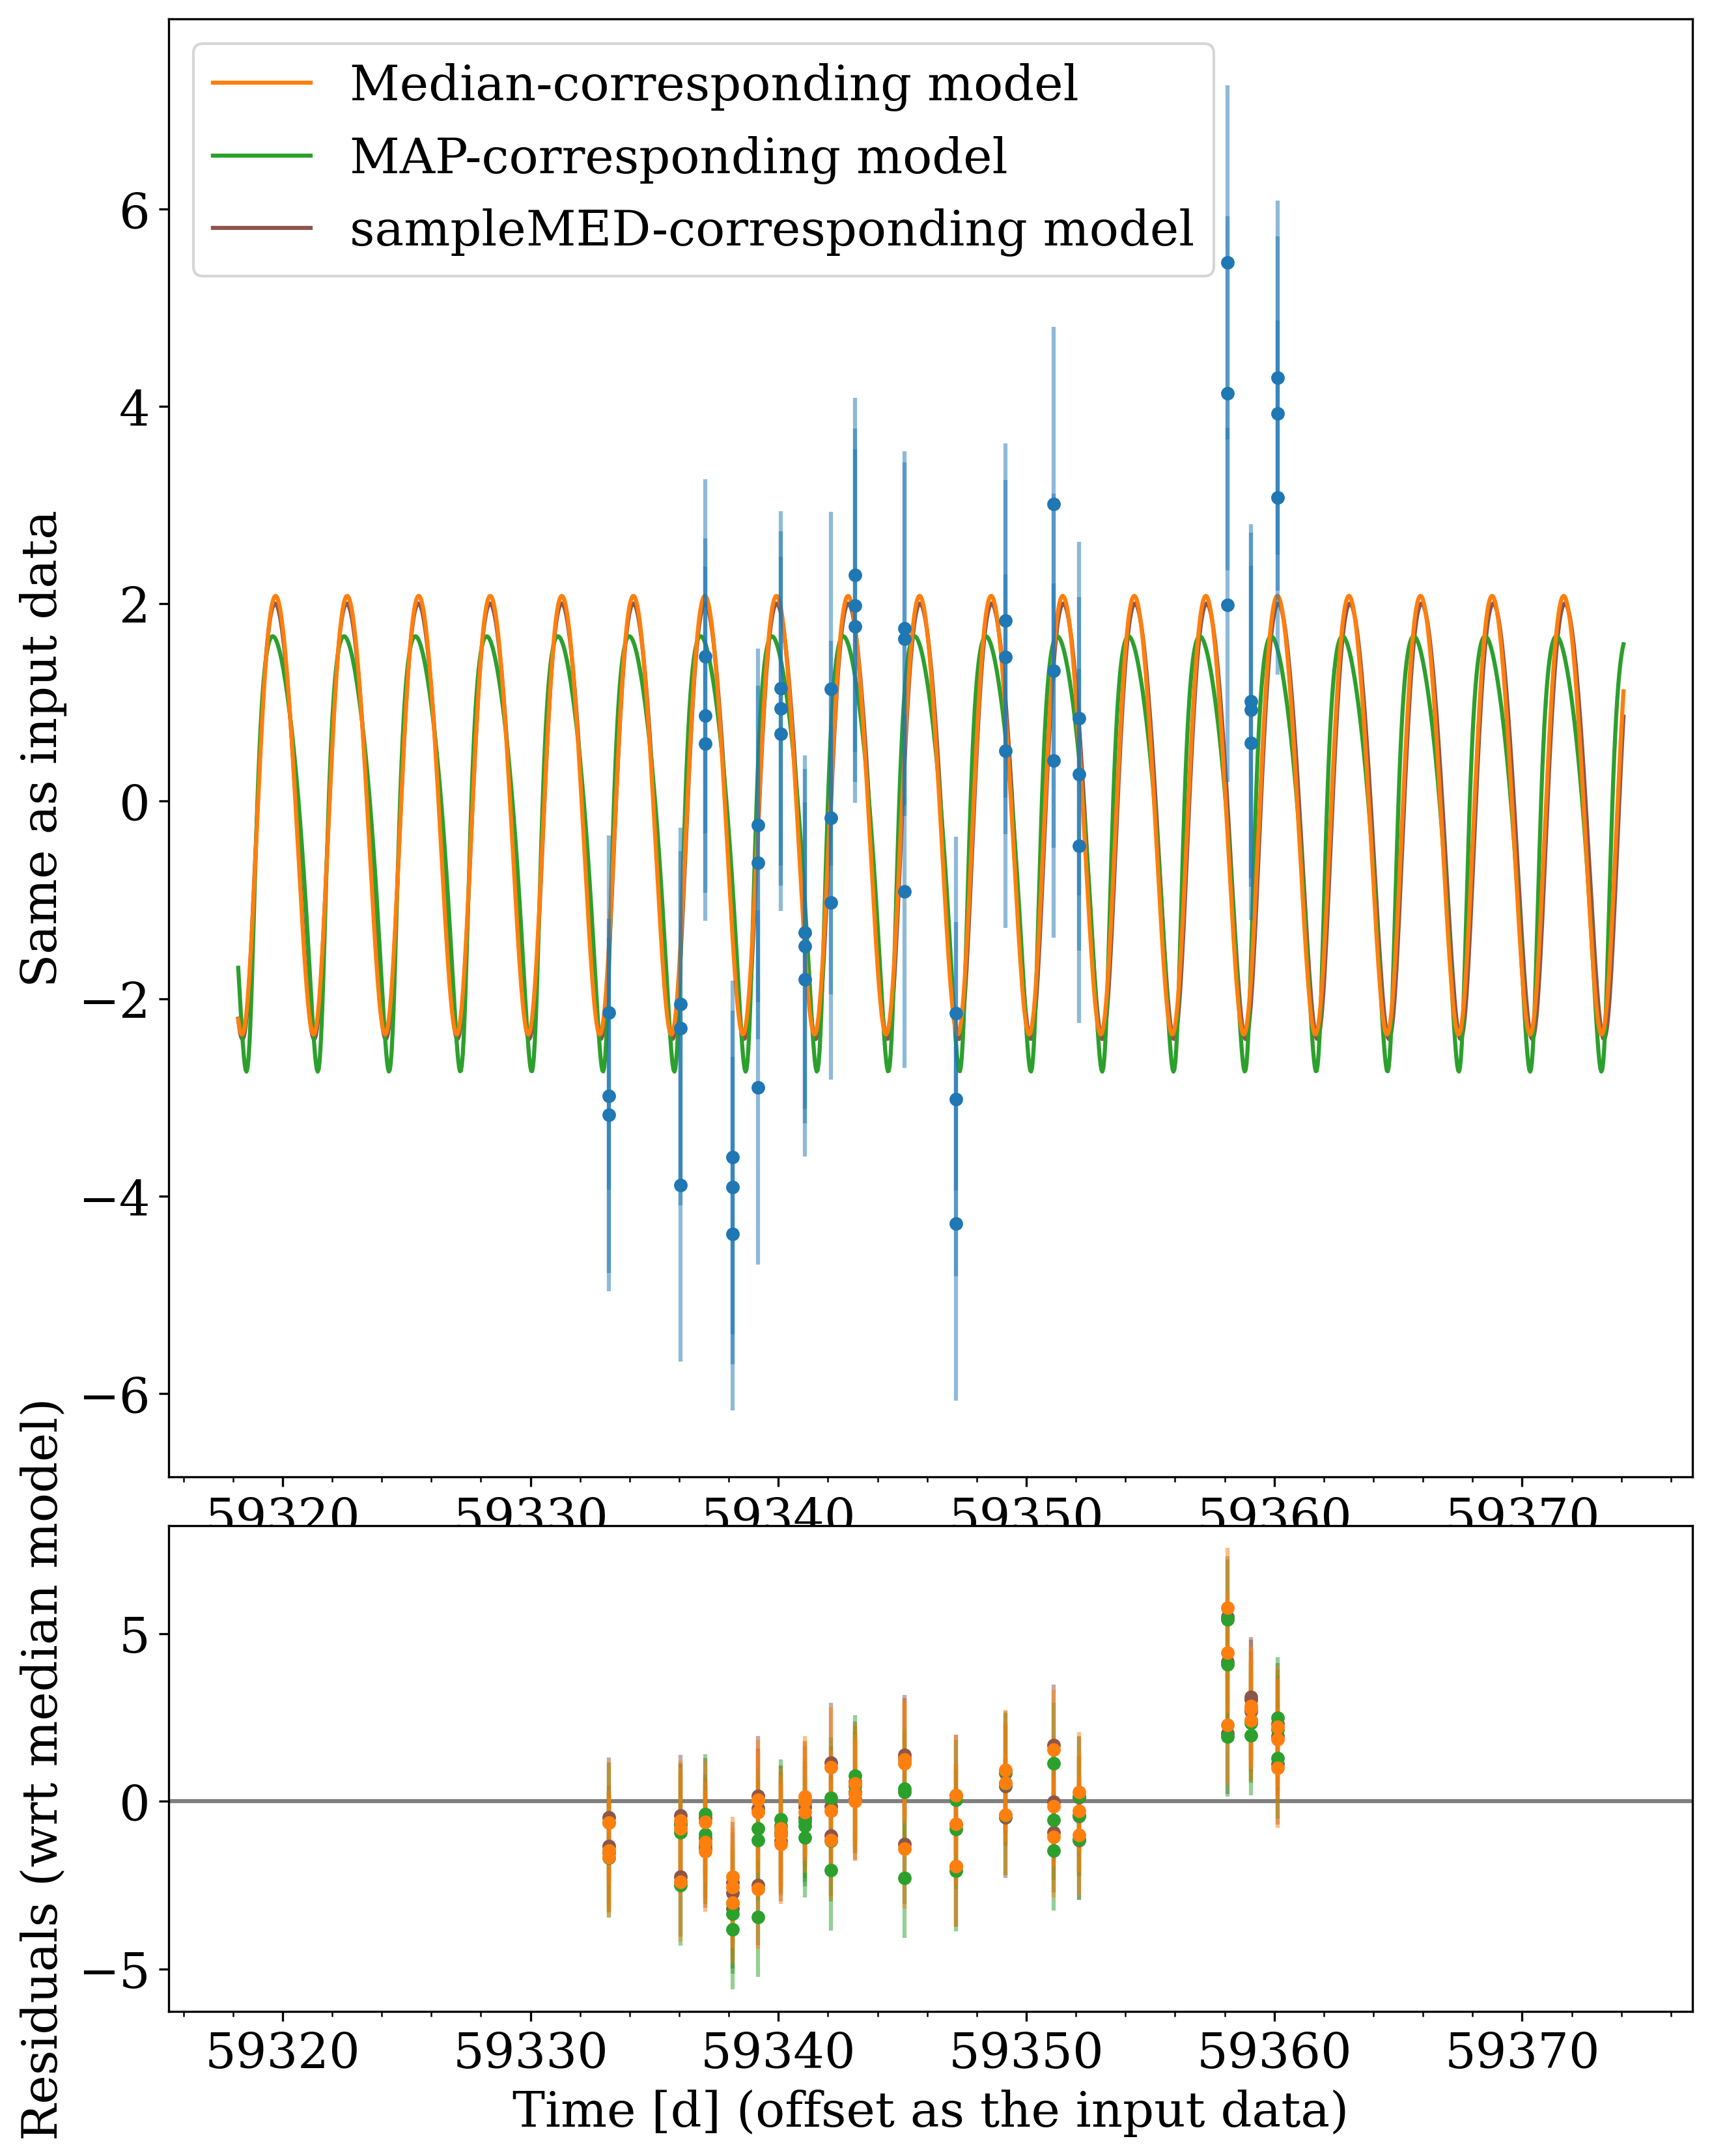 Median-corresponding model
MAP-corresponding model
sampleMED-corresponding model
6
4
2
0
−2
−4
−6
Same as input data
59320 59330 59340 59350 59360 59370
5
0
−5
Residuals (wrt median model)
59320 59330 59340 59350 59360 59370
Time [d] (offset as the input data)